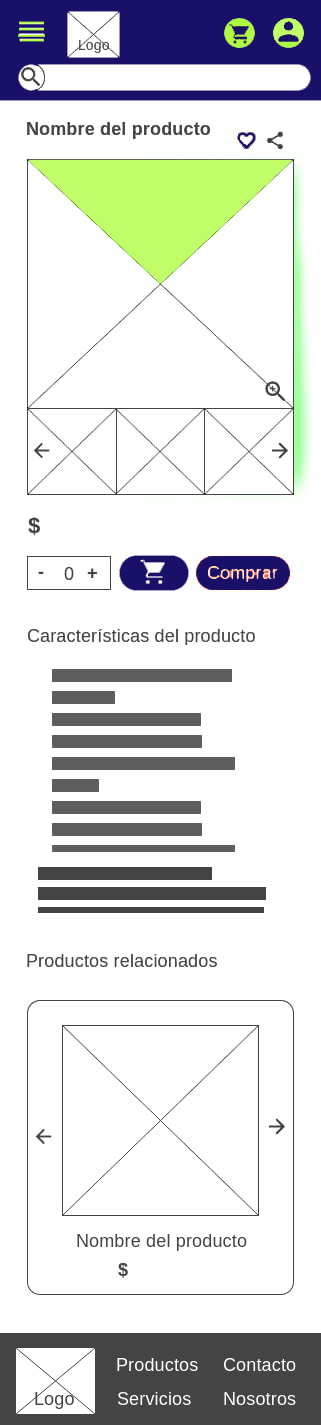 Logo
Nombre del producto
$
- 0 +
Comprar
Características del producto
Productos relacionados
Nombre del producto
$
Logo
Productos Contacto
Servicios Nosotros